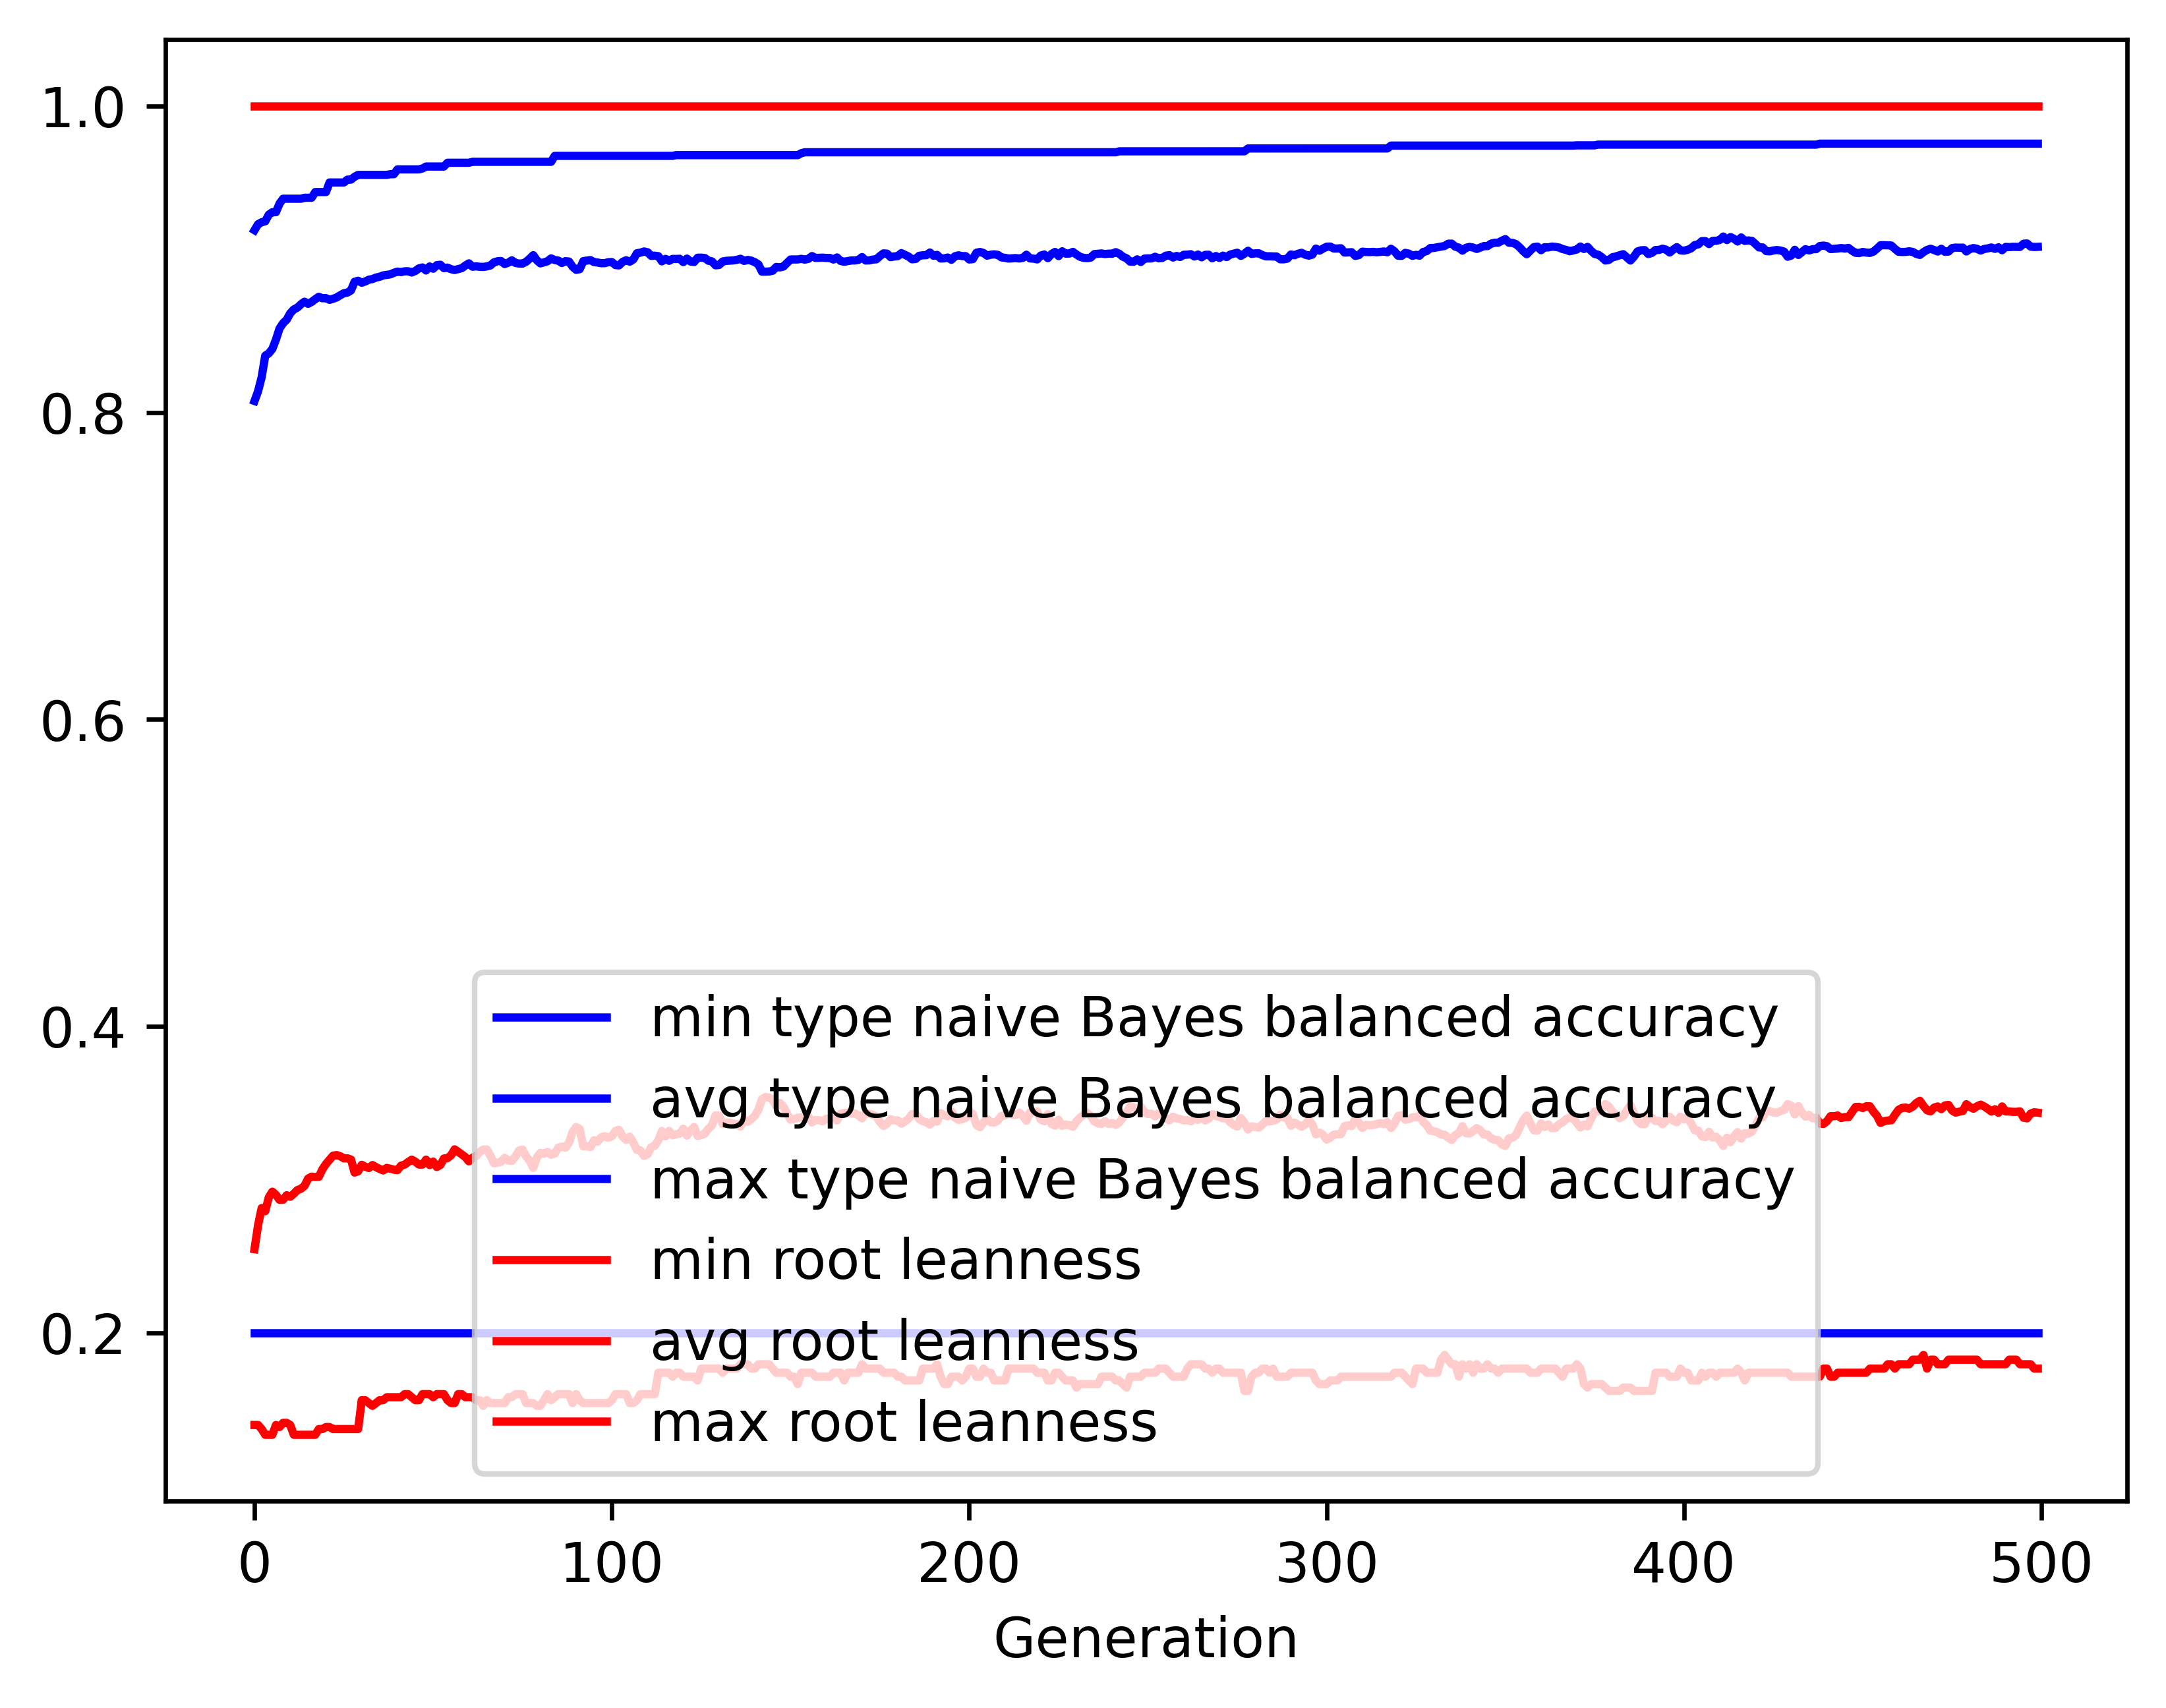 1.0
0.8
0.6
0.4
0.2
min type naive Bayes balanced accuracy
avg type naive Bayes balanced accuracy
max type naive Bayes balanced accuracy
min root leanness
avg root leanness
max root leanness
0 100 200 300 400 500
Generation